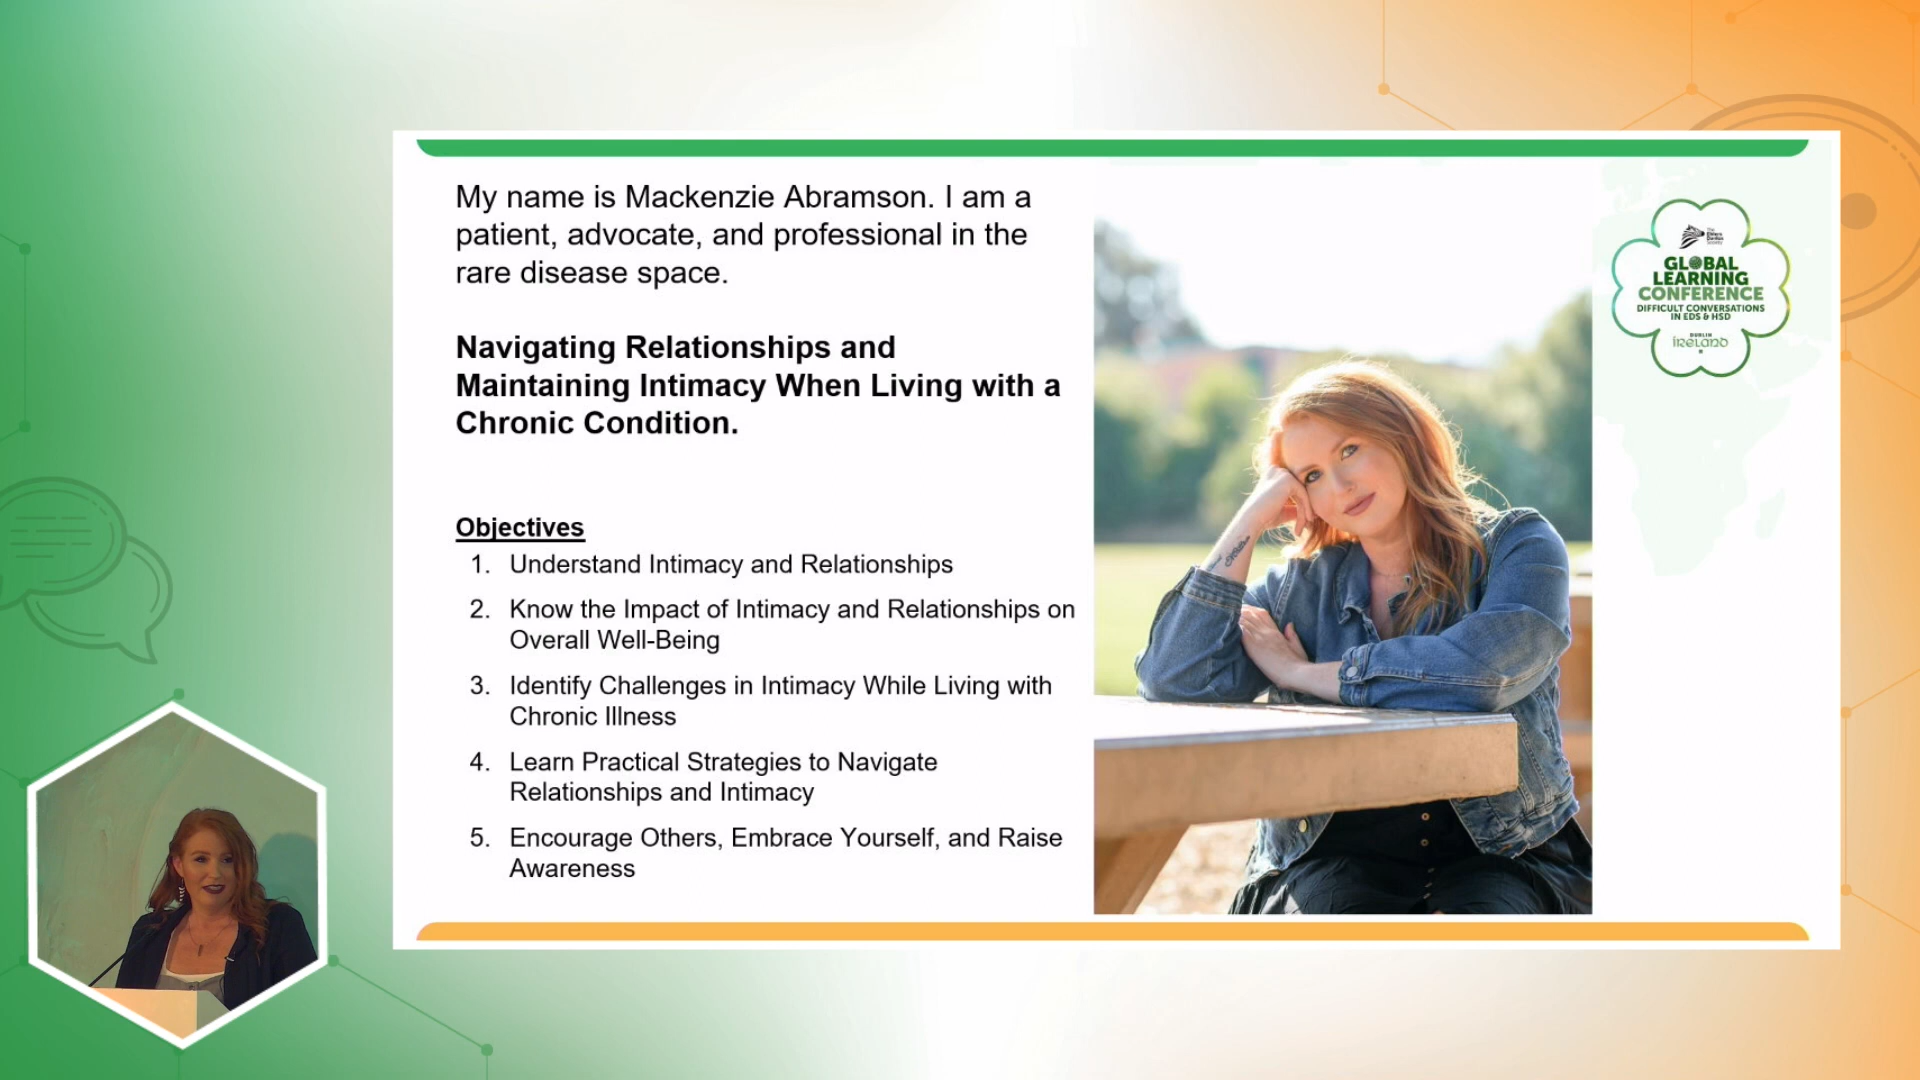 My name is Mackenzie Abramson. I am a
patient, advocate, and professional in the
rare disease space.
Navigating Relationships and
Maintaining Intimacy When Living with a
Chronic Condition.
Objectives
1. Understand Intimacy and Relationships
2. Know the Impact of Intimacy and Relationships on
Overall Well-Being
3. Identify Challenges in Intimacy While Living with
Chronic Illness
4. Learn Practical Strategies to Navigate
Relationships and Intimacy
5. Encourage Others, Embrace Yourself, and Raise
Awareness
The
Ehlers
Danlos
Society
GLOBAL
LEARNING
CONFERENCE
DIFFICULT CONVERSATIONS
IN EDS & HSD
DUBLIN
IRELAND